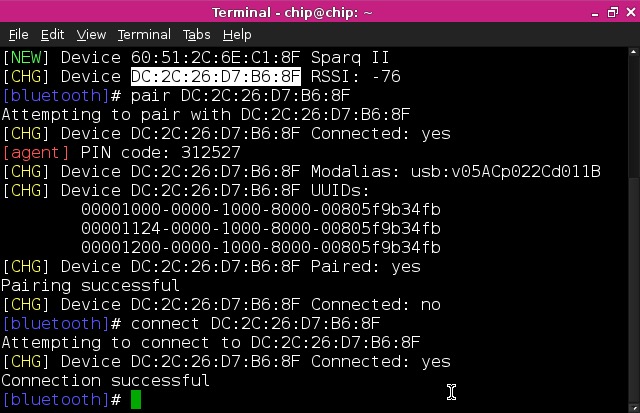 Terminal - chip@chip: ~
File Edit View Terminal Tabs Help
[NEW] Device 60:51:2C:6E:C1:8F Sparq II
[CHG] Device DC:2C:26:D7:B6:8F RSSI: -76
[bluetooth]# pair DC:2C:26:D7:B6:8F
Attempting to pair with DC:2C:26:D7:B6:8F
[CHG] Device DC:2C:26:D7:B6:8F Connected: yes
[agent] PIN code: 312527
[CHG] Device DC:2C:26:D7:B6:8F Modalias: usb:v05ACp022Cd011B
[CHG] Device DC:2C:26:D7:B6:8F UUIDs:
00001000-0000-1000-8000-00805f9b34fb
00001124-0000-1000-8000-00805f9b34fb
00001200-0000-1000-8000-00805f9b34fb
[CHG] Device DC:2C:26:D7:B6:8F Paired: yes
Pairing successful
[CHG] Device DC:2C:26:D7:B6:8F Connected: no
[bluetooth]# connect DC:2C:26:D7:B6:8F
Attempting to connect to DC:2C:26:D7:B6:8F
[CHG] Device DC:2C:26:D7:B6:8F Connected: yes
Connection successful
[bluetooth]#